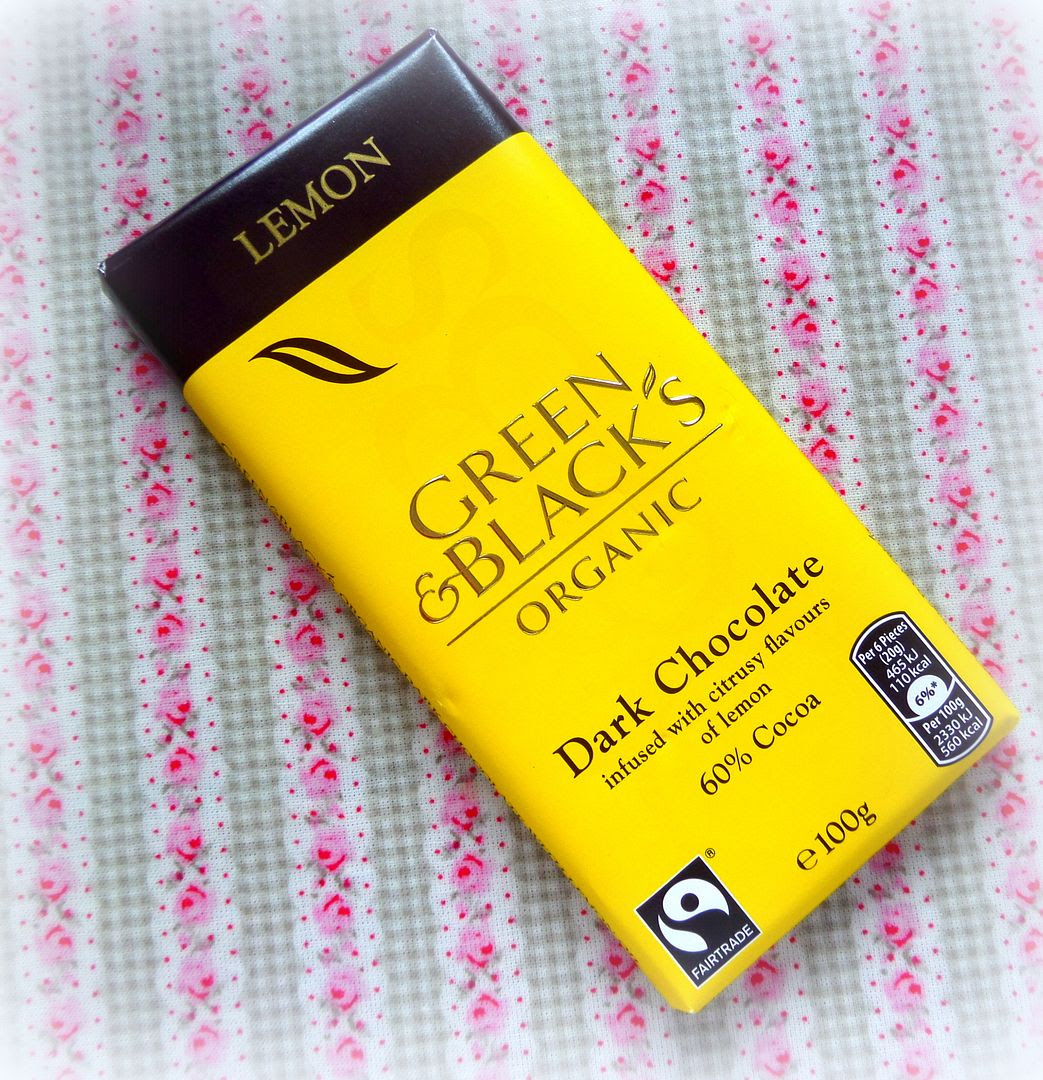 LEMON
GREEN
&BLACK'S
ORGANIC
Dark Chocolate
infused with citrusy flavours
of lemon
60% Cocoa
Per 6 Pieces
(20g)
465 kJ
110 kcal
6%*
Per 100g
2330 kJ
560 kcal
℮ 100g
®
FAIRTRADE